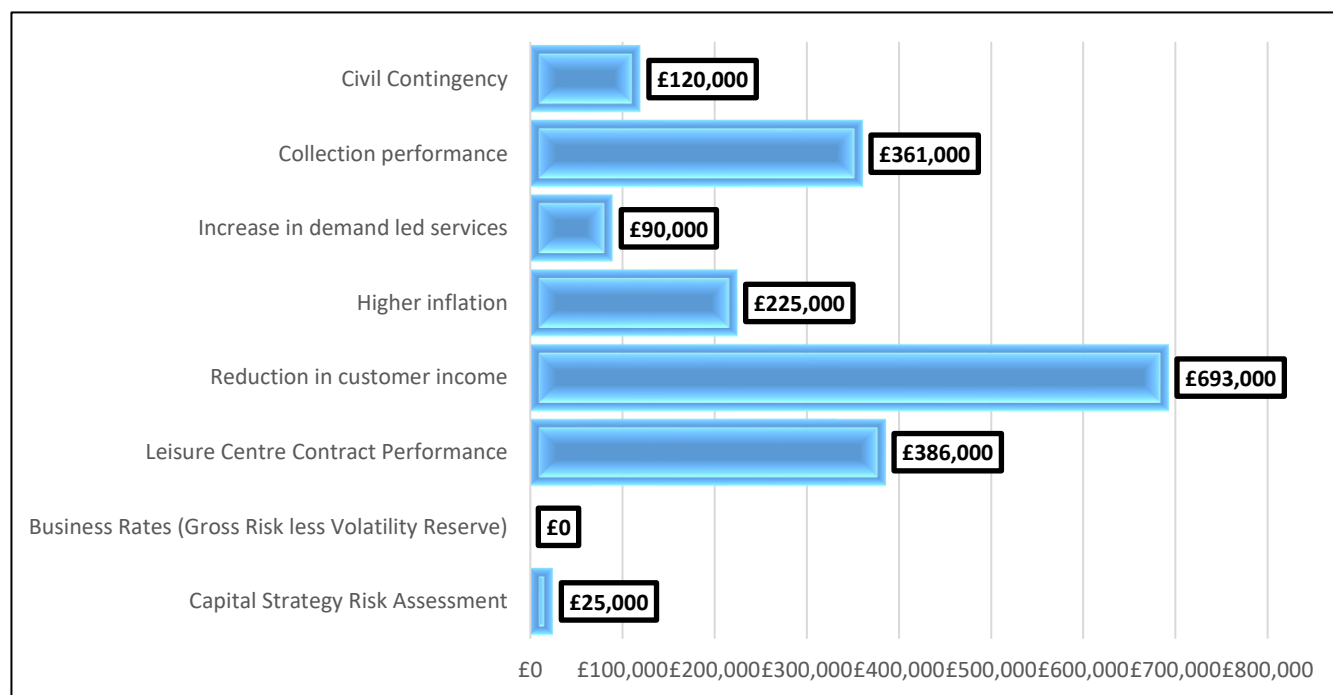 Civil Contingency
£120,000
Collection performance
£361,000
Increase in demand led services
£90,000
Higher inflation
£225,000
Reduction in customer income
£693,000
Leisure Centre Contract Performance
£386,000
Business Rates (Gross Risk less Volatility Reserve)
£0
Capital Strategy Risk Assessment
£25,000
£0 £100,000 £200,000 £300,000 £400,000 £500,000 £600,000 £700,000 £800,000